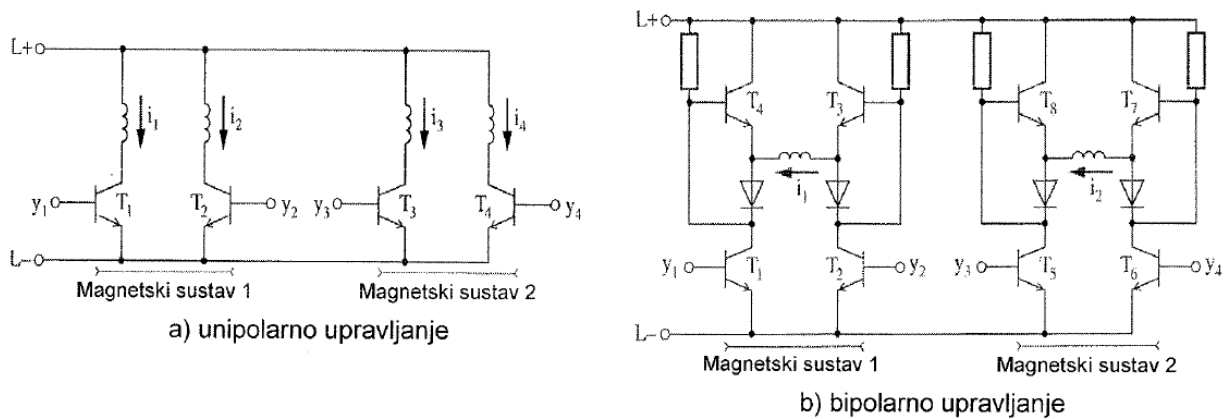 L+
i₁
i₂
i₃
i₄
y₁
T₁
T₂
y₂
y₃
T₃
T₄
y₄
L-
Magnetski sustav 1
Magnetski sustav 2
a) unipolarno upravljanje
L+
T₄
T₃
T₈
T₇
i₁
i₂
y₁
T₁
T₂
y₂
y₃
T₅
T₆
y₄
L-
Magnetski sustav 1
Magnetski sustav 2
b) bipolarno upravljanje